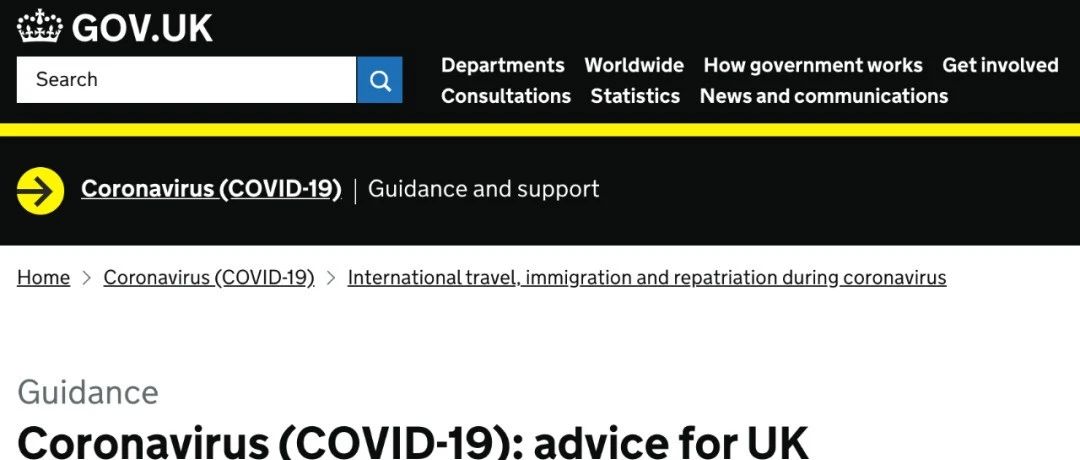 GOV.UK
Search
Departments Worldwide How government works Get involved
Consultations Statistics News and communications
Coronavirus (COVID-19) | Guidance and support
Home > Coronavirus (COVID-19) > International travel, immigration and repatriation during coronavirus
Guidance
Coronavirus (COVID-19): advice for UK